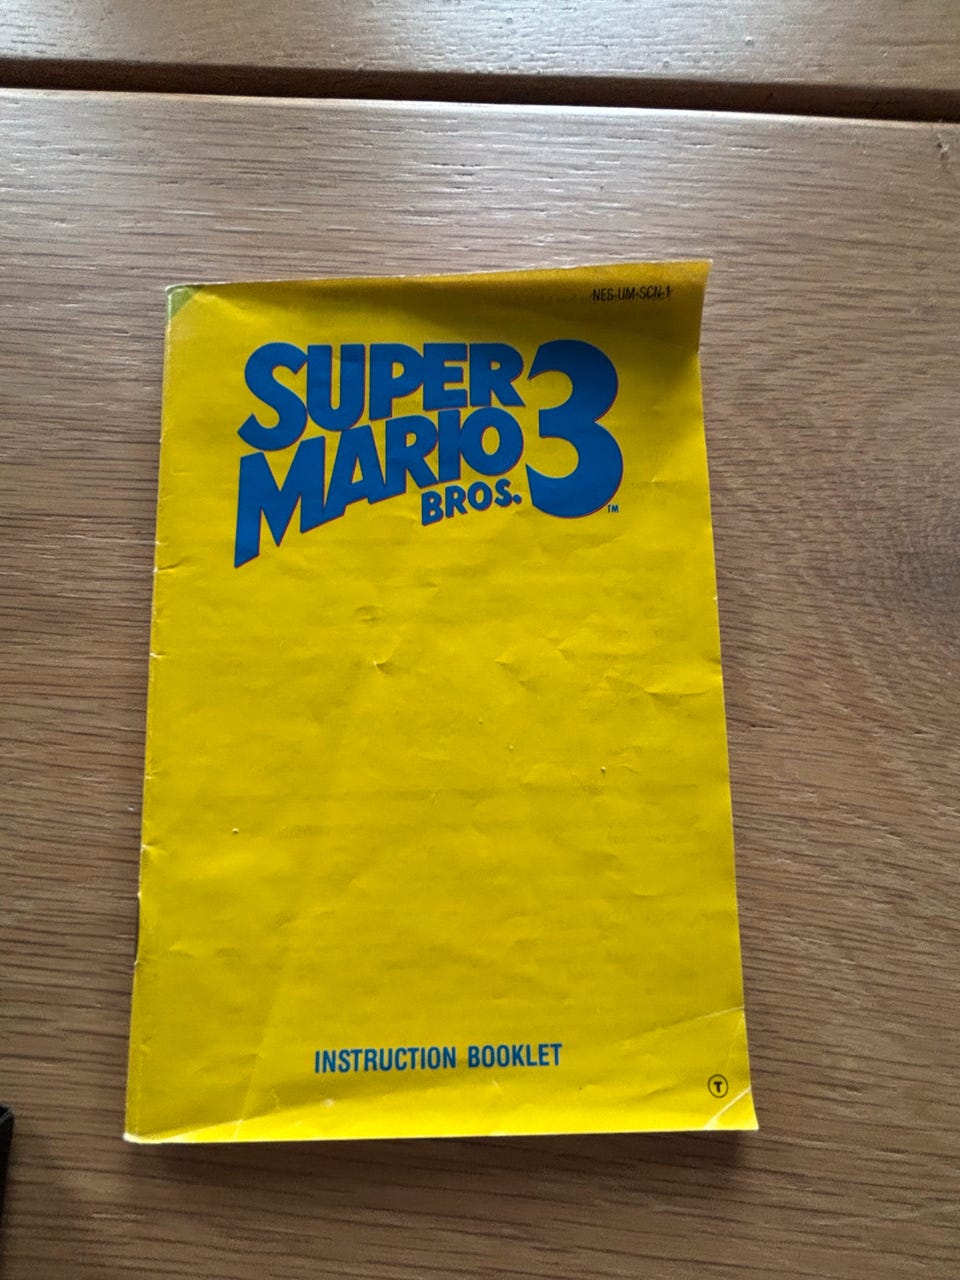 NES-UM-SCN-1
SUPER
MARIO
BROS. 3 ™
INSTRUCTION BOOKLET
T